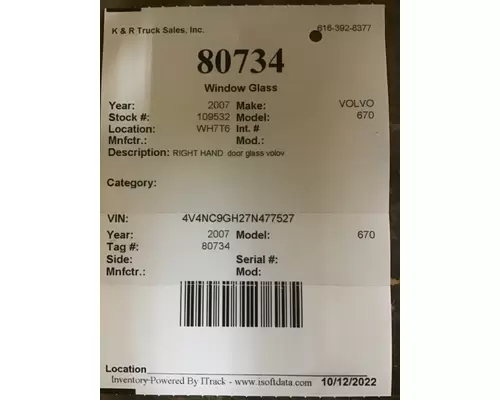 K & R Truck Sales, Inc. 616-392-6377
80734
Window Glass
Year: 2007 Make: VOLVO
Stock #: 109532 Model: 670
Location: WH7T6 Int. #
Mnfctr.: Mod.:
Description: RIGHT HAND door glass volov
Category:
VIN: 4V4NC9GH27N477527
Year: 2007 Model: 670
Tag #: 80734
Side: Serial #:
Mnfctr.: Mod:
Location
Inventory Powered By ITrack - www.isoftdata.com 10/12/2022